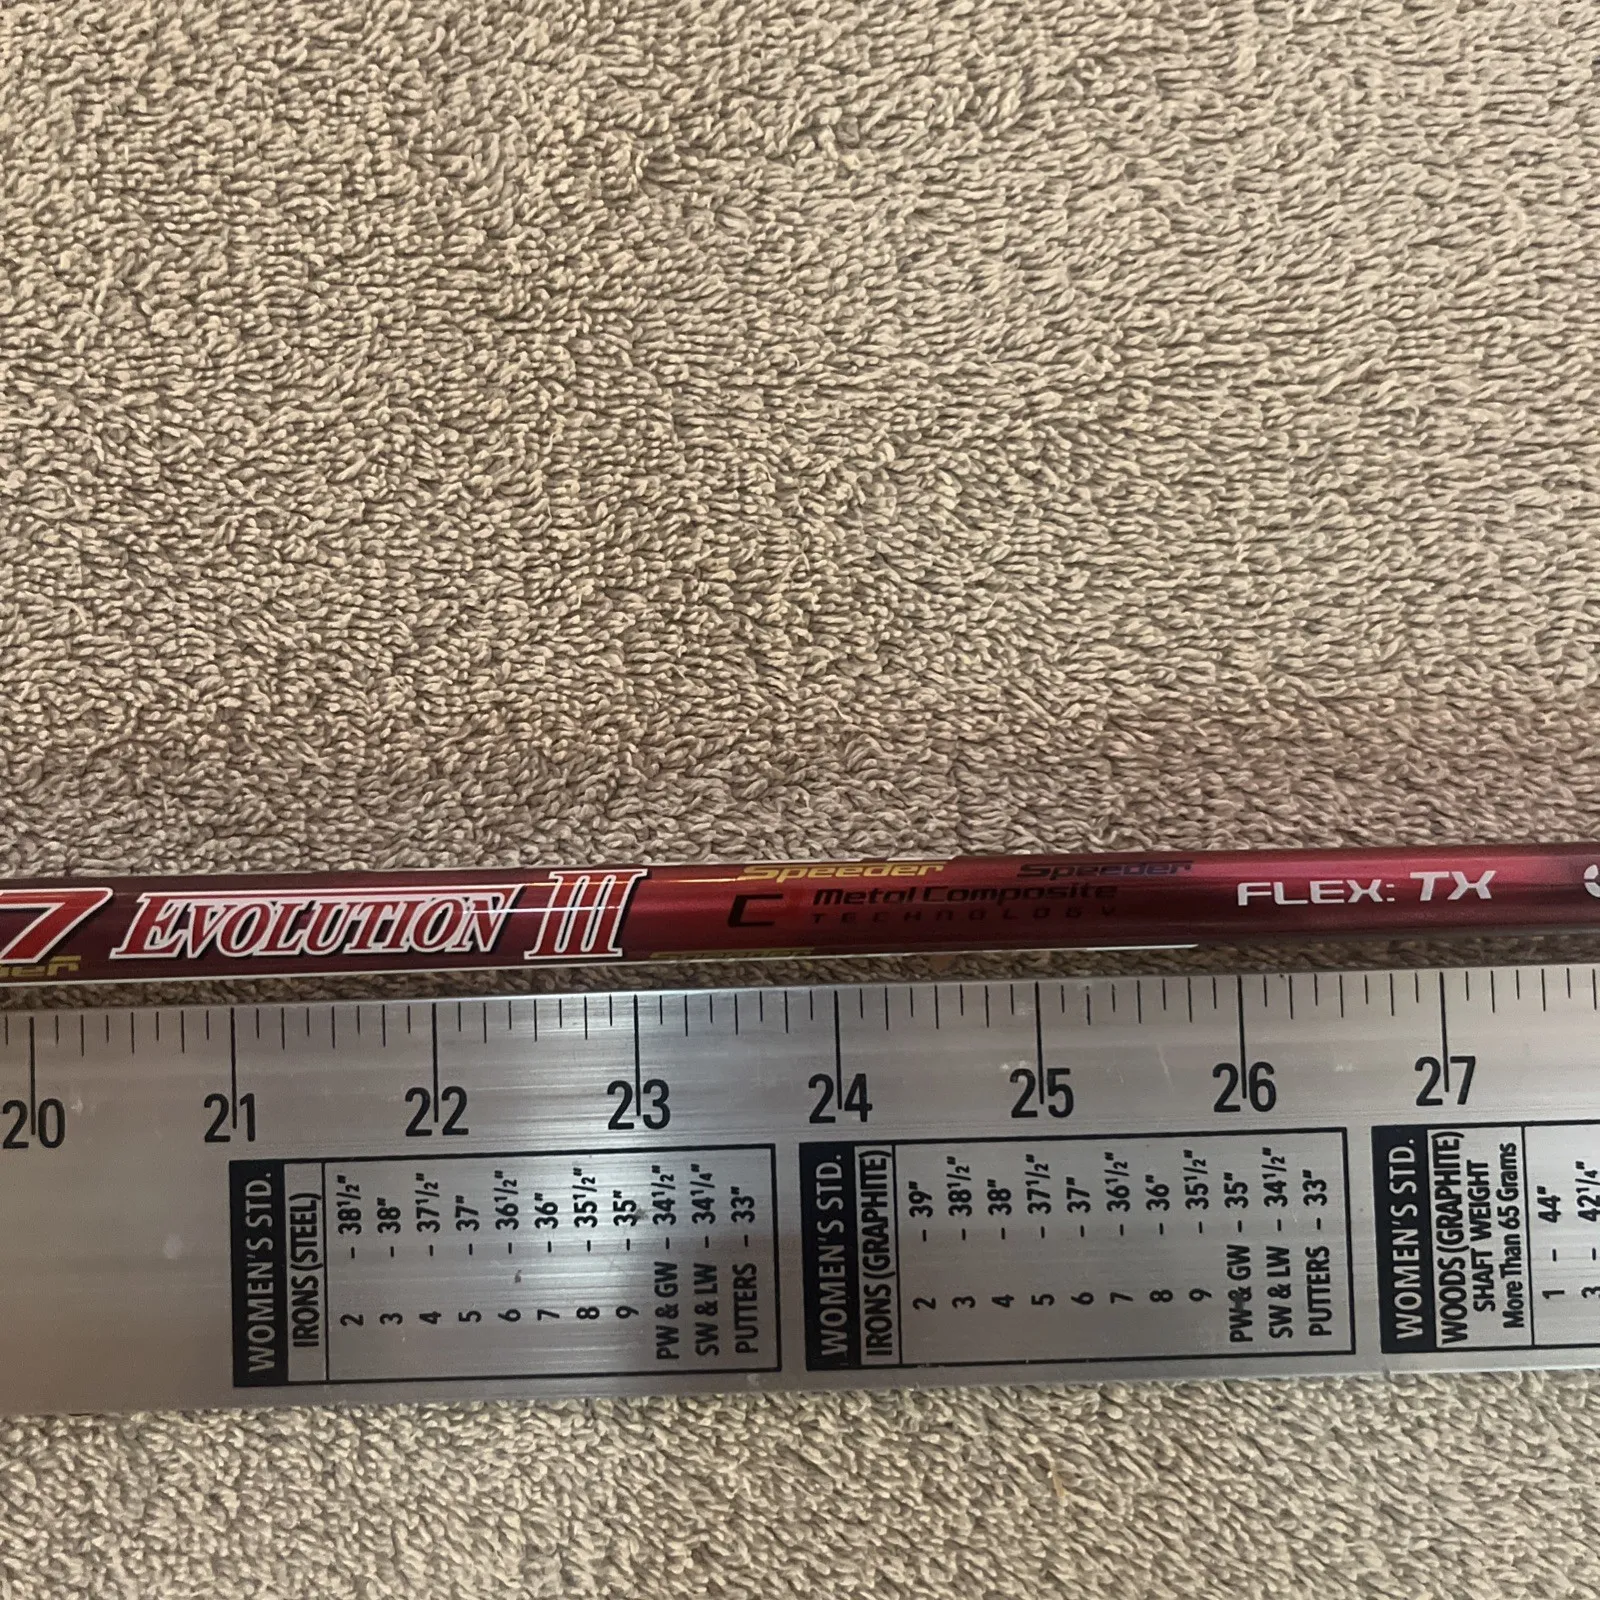 Speeder Speeder
7 EVOLUTION III C Metal Composite FLEX: TX
TECHNOLOGY
20 21 22 23 24 25 26 27
WOMEN'S STD.
IRONS (STEEL)
2 - 38 1/2"
3 - 38"
4 - 37 1/2"
5 - 37"
6 - 36 1/2"
7 - 36"
8 - 35 1/2"
9 - 35"
PW & GW - 34 1/2"
SW & LW - 34 1/4"
PUTTERS - 33"
WOMEN'S STD.
IRONS (GRAPHITE)
2 - 39"
3 - 38 1/2"
4 - 38"
5 - 37 1/2"
6 - 37"
7 - 36 1/2"
8 - 36"
9 - 35 1/2"
PW & GW - 35"
SW & LW - 34 1/2"
PUTTERS - 33"
WOMEN'S STD.
WOODS (GRAPHITE)
SHAFT WEIGHT
More Than 65 Grams
1 - 44"
3 - 42 1/4"